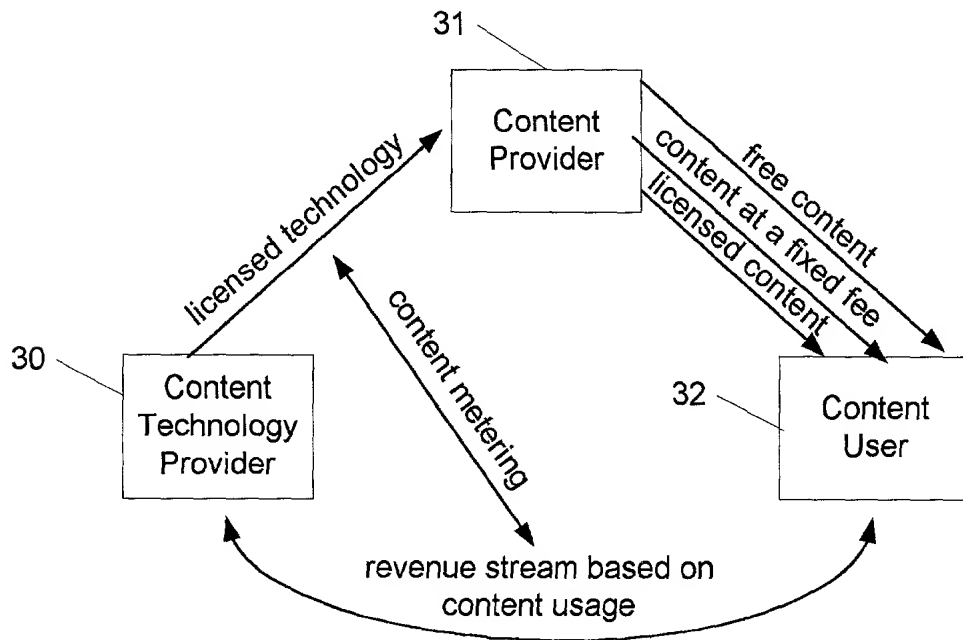 31
Content
Provider
free content
content at a fixed fee
licensed content
licensed technology
content metering
30
Content
Technology
Provider
32
Content
User
revenue stream based on
content usage